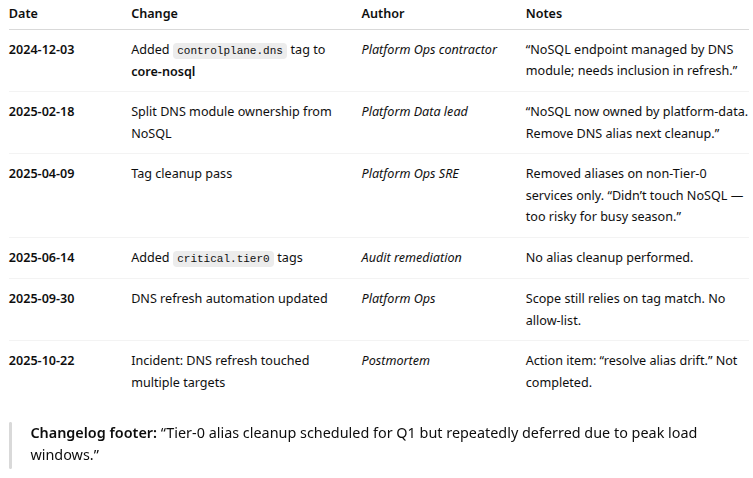 Date Change Author Notes
2024-12-03 Added controlplane.dns tag to Platform Ops contractor “NoSQL endpoint managed by DNS
core-nosql module; needs inclusion in refresh.”
2025-02-18 Split DNS module ownership from Platform Data lead “NoSQL now owned by platform-data.
NoSQL Remove DNS alias next cleanup.”
2025-04-09 Tag cleanup pass Platform Ops SRE Removed aliases on non-Tier-0
services only. “Didn’t touch NoSQL —
too risky for busy season.”
2025-06-14 Added critical.tier0 tags Audit remediation No alias cleanup performed.
2025-09-30 DNS refresh automation updated Platform Ops Scope still relies on tag match. No
allow-list.
2025-10-22 Incident: DNS refresh touched Postmortem Action item: “resolve alias drift.” Not
multiple targets completed.
Changelog footer: “Tier-0 alias cleanup scheduled for Q1 but repeatedly deferred due to peak load
windows.”